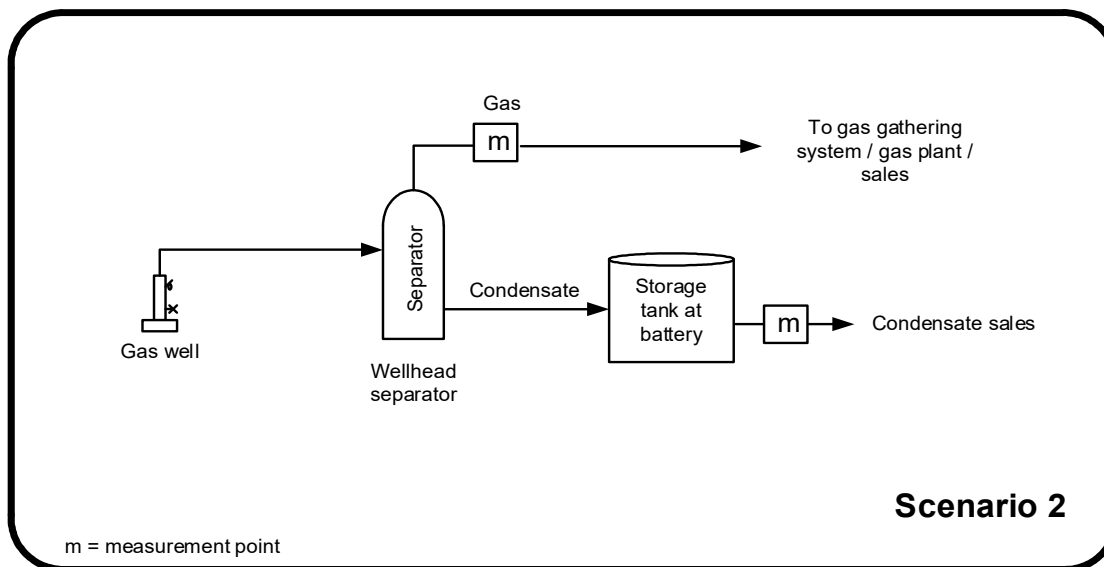 Gas
m
To gas gathering
system / gas plant /
sales
Separator
Condensate
Storage
tank at
battery
m
Condensate sales
Gas well
Wellhead
separator
Scenario 2
m = measurement point